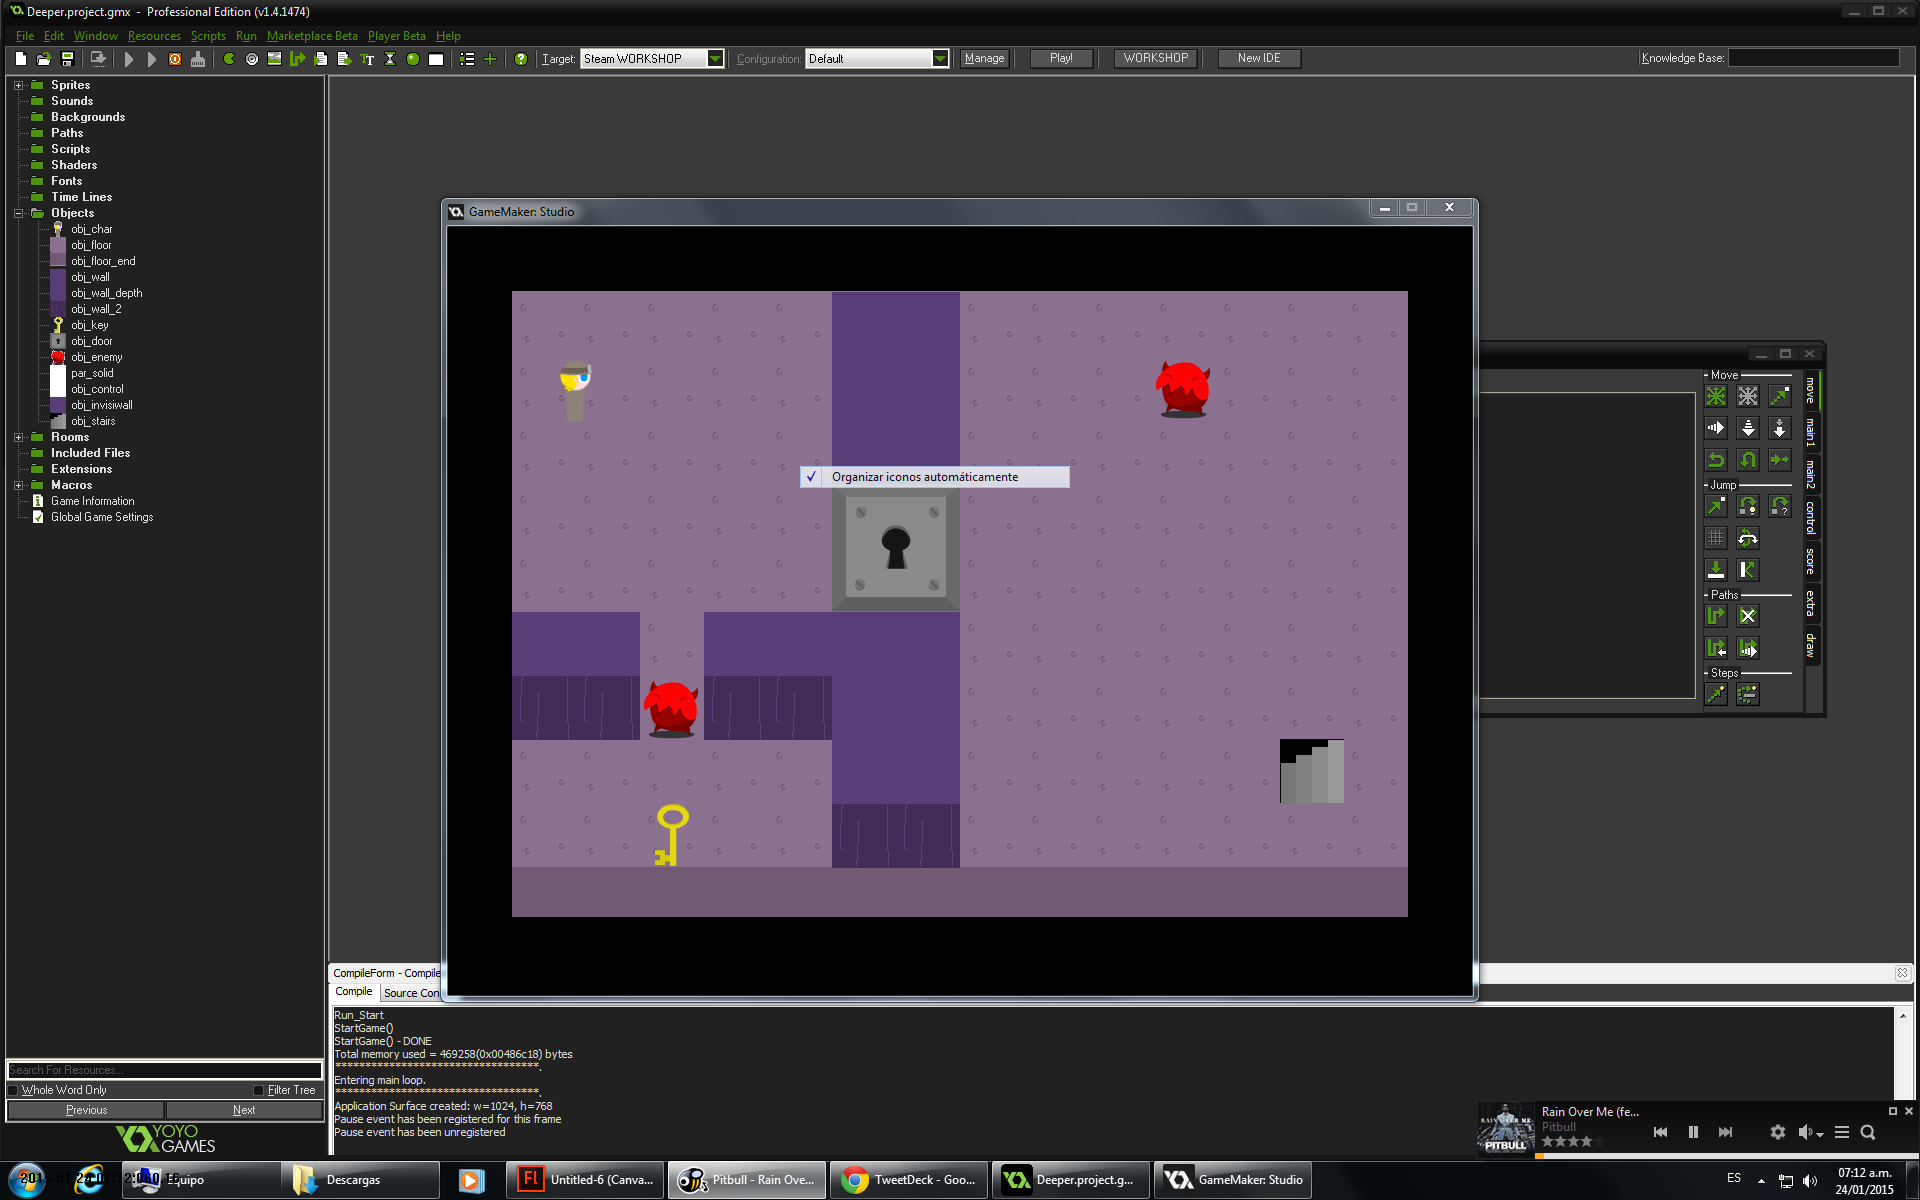 Deeper.project.gmx - Professional Edition (v1.4.1474)
File Edit Window Resources Scripts Run Marketplace Beta Player Beta Help
Target: Steam WORKSHOP Configuration: Default Manage Play! WORKSHOP New IDE Knowledge Base:
Sprites
Sounds
Backgrounds
Paths
Scripts
Shaders
Fonts
Time Lines
Objects
obj_char
obj_floor
obj_floor_end
obj_wall
obj_wall_depth
obj_wall_2
obj_key
obj_door
obj_enemy
par_solid
obj_control
obj_invisiwall
obj_stairs
Rooms
Included Files
Extensions
Macros
Game Information
Global Game Settings
Search For Resources...
Whole Word Only Filter Tree
Previous Next
YOYO GAMES
GameMaker: Studio
Organizar iconos automáticamente
Move
Jump
Paths
Steps
move
main1
main2
control
score
extra
draw
CompileForm - Compile
Compile Source Con
Run_Start
StartGame()
StartGame() - DONE
Total memory used = 469258(0x00486c18) bytes
***********************************.
Entering main loop.
***********************************.
Application Surface created: w=1024, h=768
Pause event has been registered for this frame
Pause event has been unregistered
RAIN OVER ME
PITBULL
Rain Over Me (fe...
Pitbull
Equipo
Descargas
Fl Untitled-6 (Canva...
Pitbull - Rain Ove...
TweetDeck - Goo...
Deeper.project.g...
GameMaker: Studio
ES
07:12 a.m.
24/01/2015